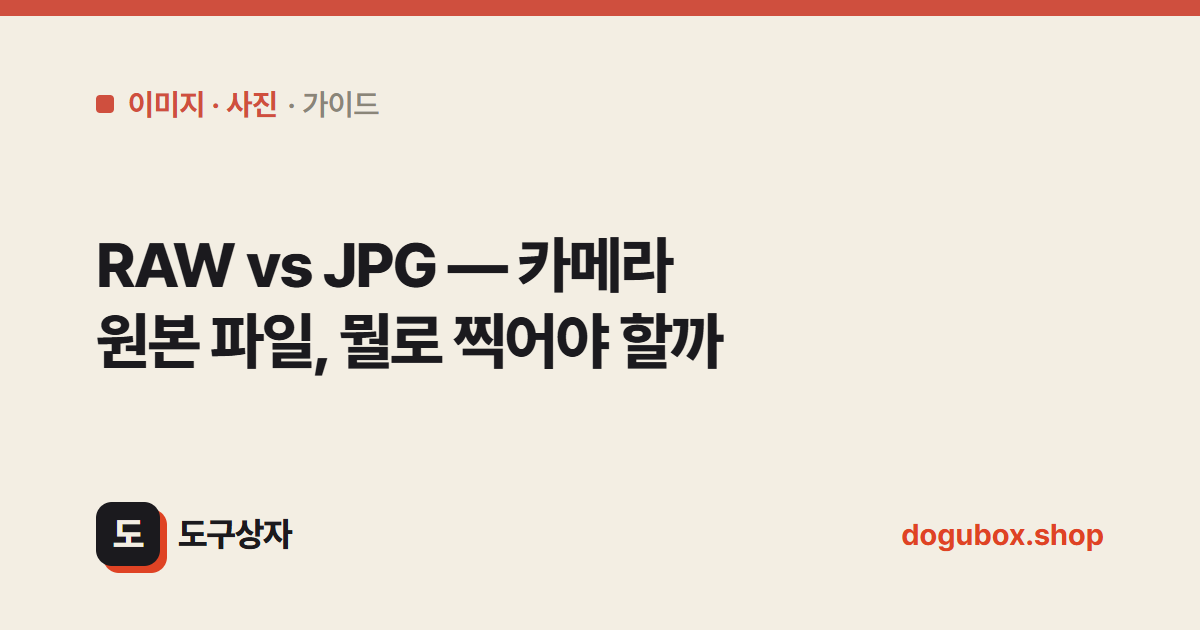 이미지 · 사진 · 가이드
RAW vs JPG — 카메라
원본 파일, 뭘로 찍어야 할까
도 도구상자
dogubox.shop